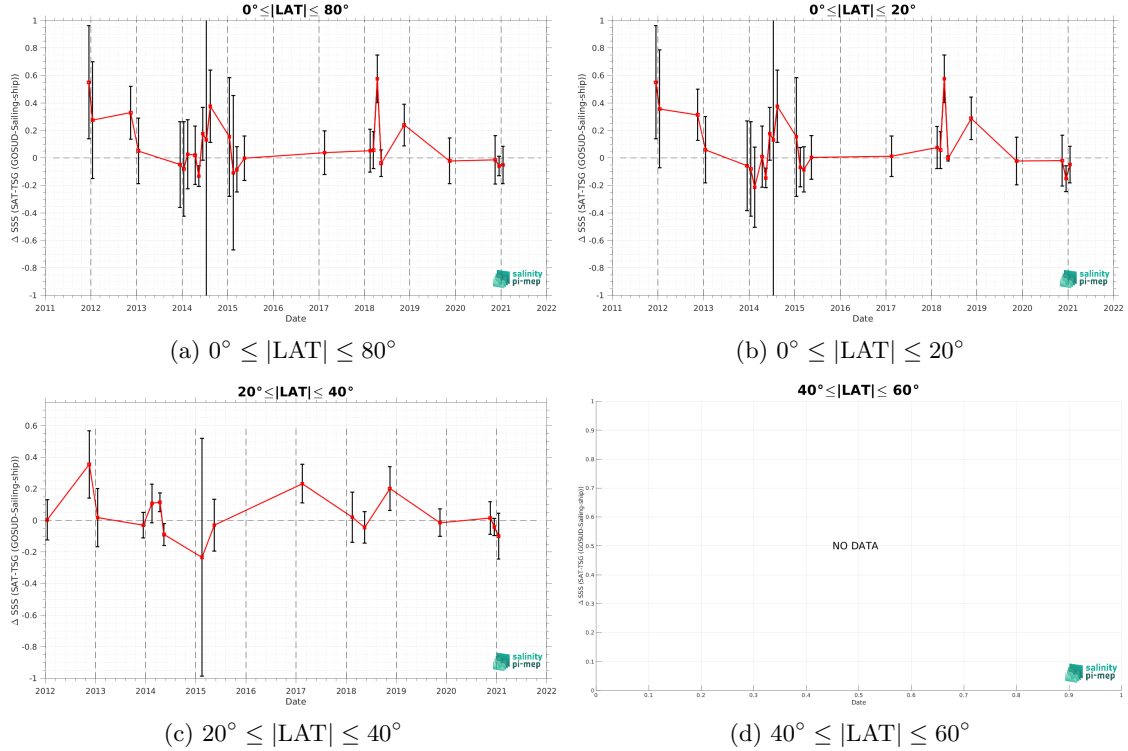 0°≤|LAT|≤ 80°
Δ SSS (SAT-TSG (GOSUD-Sailing-ship))
1
0.8
0.6
0.4
0.2
0
-0.2
-0.4
-0.6
-0.8
-1
2011 2012 2013 2014 2015 2016 2017 2018 2019 2020 2021 2022
Date
salinity
pi-mep
(a) 0° ≤ |LAT| ≤ 80°
0°≤|LAT|≤ 20°
Δ SSS (SAT-TSG (GOSUD-Sailing-ship))
1
0.8
0.6
0.4
0.2
0
-0.2
-0.4
-0.6
-0.8
-1
2011 2012 2013 2014 2015 2016 2017 2018 2019 2020 2021 2022
Date
salinity
pi-mep
(b) 0° ≤ |LAT| ≤ 20°
20°≤|LAT|≤ 40°
Δ SSS (SAT-TSG (GOSUD-Sailing-ship))
0.6
0.4
0.2
0
-0.2
-0.4
-0.6
-0.8
-1
2012 2013 2014 2015 2016 2017 2018 2019 2020 2021 2022
Date
salinity
pi-mep
(c) 20° ≤ |LAT| ≤ 40°
40°≤|LAT|≤ 60°
Δ SSS (SAT-TSG (GOSUD-Sailing-ship))
1
0.9
0.8
0.7
0.6
0.5
0.4
0.3
0.2
0.1
0
NO DATA
0 0.1 0.2 0.3 0.4 0.5 0.6 0.7 0.8 0.9 1
Date
salinity
pi-mep
(d) 40° ≤ |LAT| ≤ 60°